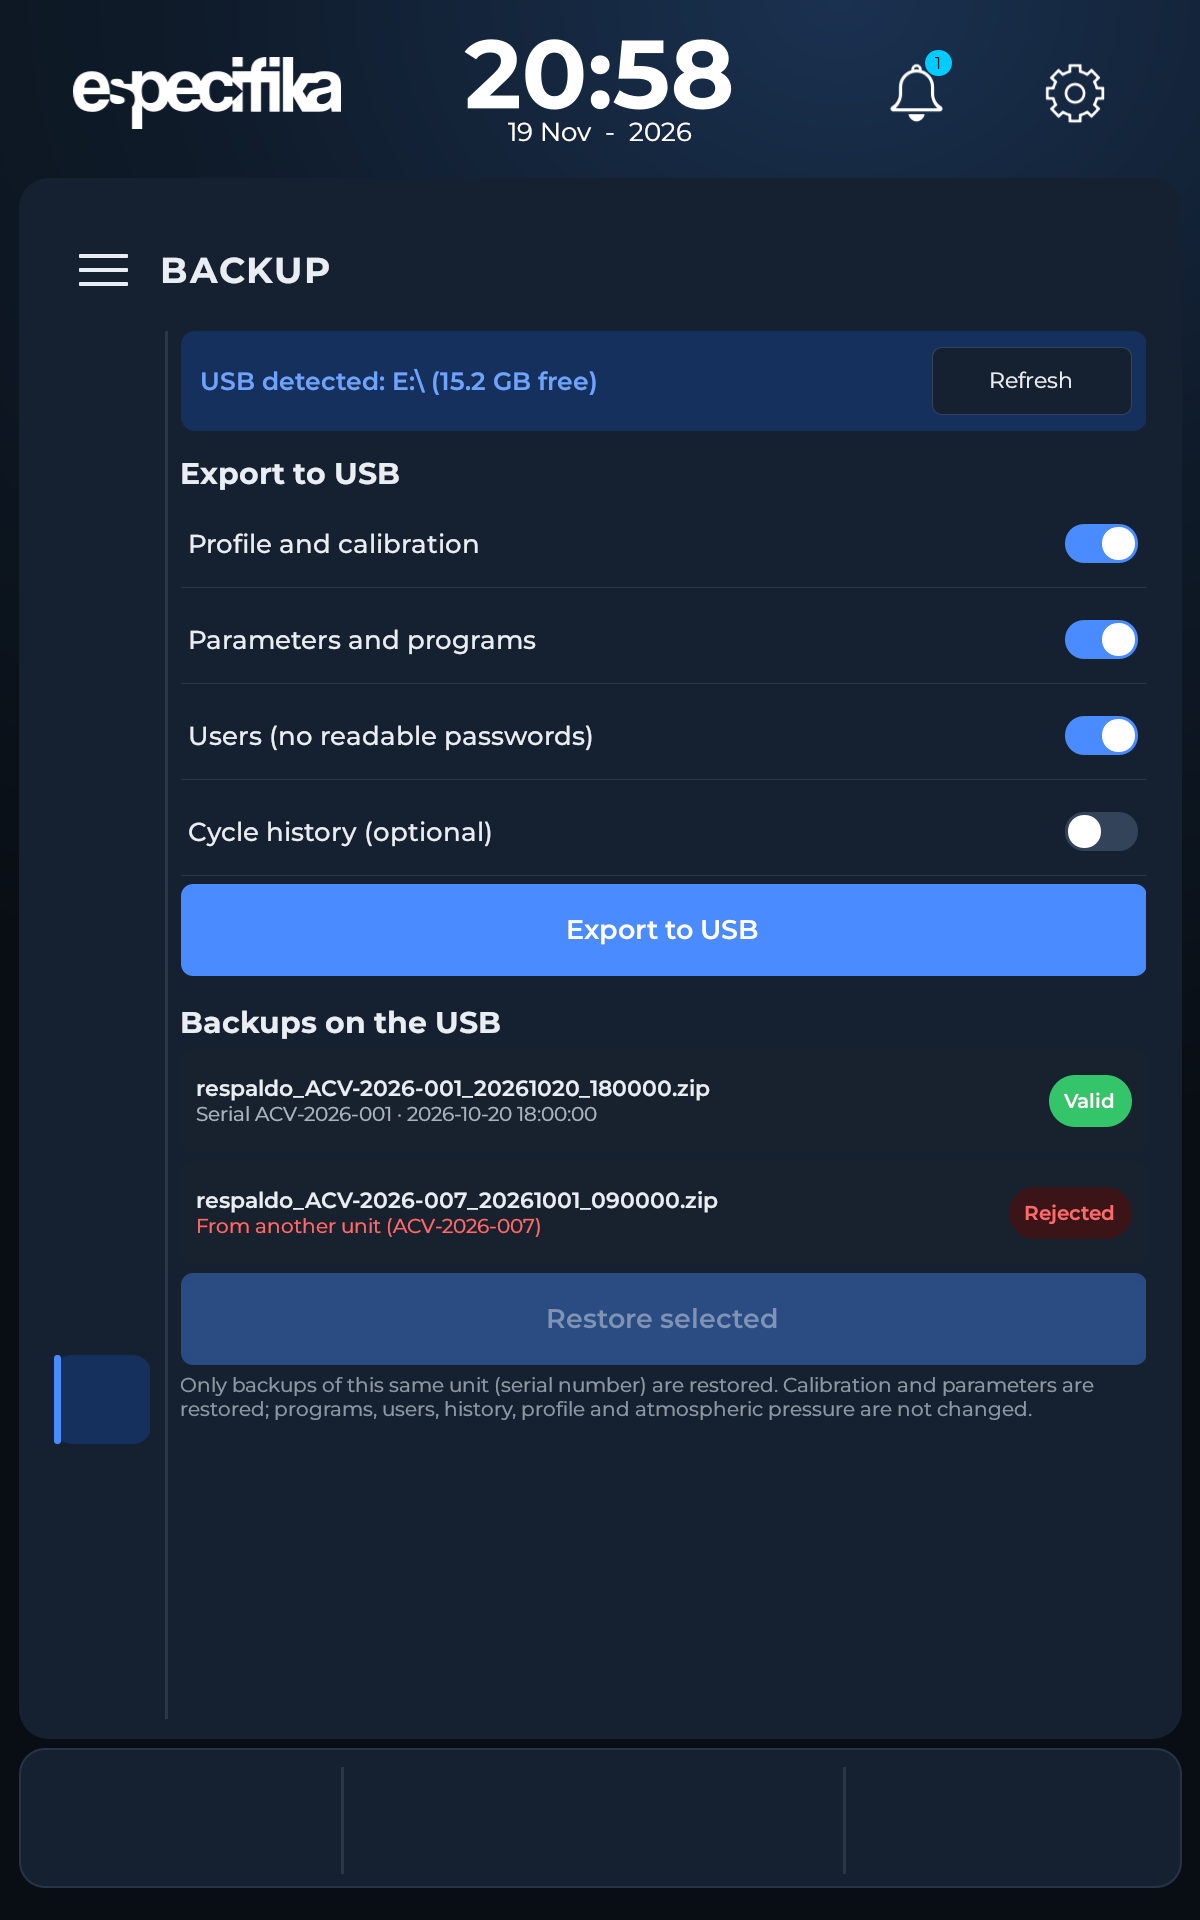 especifika
20:58
1
19 Nov - 2026
BACKUP
USB detected: E:\ (15.2 GB free)
Refresh
Export to USB
Profile and calibration
Parameters and programs
Users (no readable passwords)
Cycle history (optional)
Export to USB
Backups on the USB
respaldo_ACV-2026-001_20261020_180000.zip
Serial ACV-2026-001 · 2026-10-20 18:00:00
Valid
respaldo_ACV-2026-007_20261001_090000.zip
From another unit (ACV-2026-007)
Rejected
Restore selected
Only backups of this same unit (serial number) are restored. Calibration and parameters are
restored; programs, users, history, profile and atmospheric pressure are not changed.